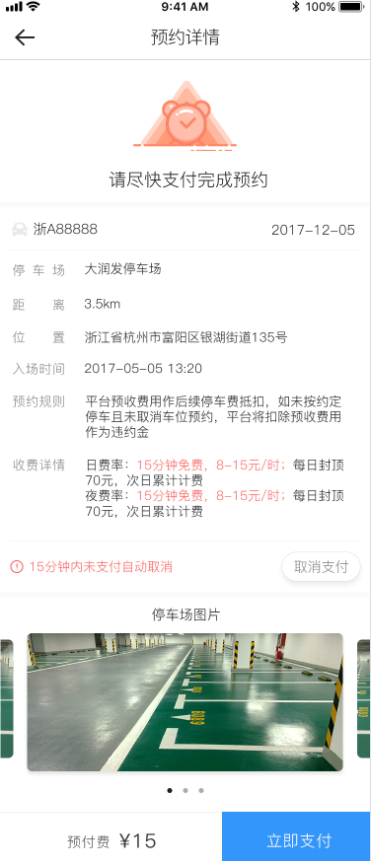 9:41 AM
100%
预约详情
请尽快支付完成预约
浙A88888
2017-12-05
停车场 大润发停车场
距离 3.5km
位置 浙江省杭州市富阳区银湖街道135号
入场时间 2017-05-05 13:20
预约规则 平台预收费用作后续停车费抵扣，如未按约定
停车且未取消车位预约，平台将扣除预收费用
作为违约金
收费详情 日费率：15分钟免费，8-15元/时；每日封顶
70元，次日累计计费
夜费率：15分钟免费，8-15元/时；每日封顶
70元，次日累计计费
15分钟内未支付自动取消
取消支付
停车场图片
预付费 ¥15
立即支付